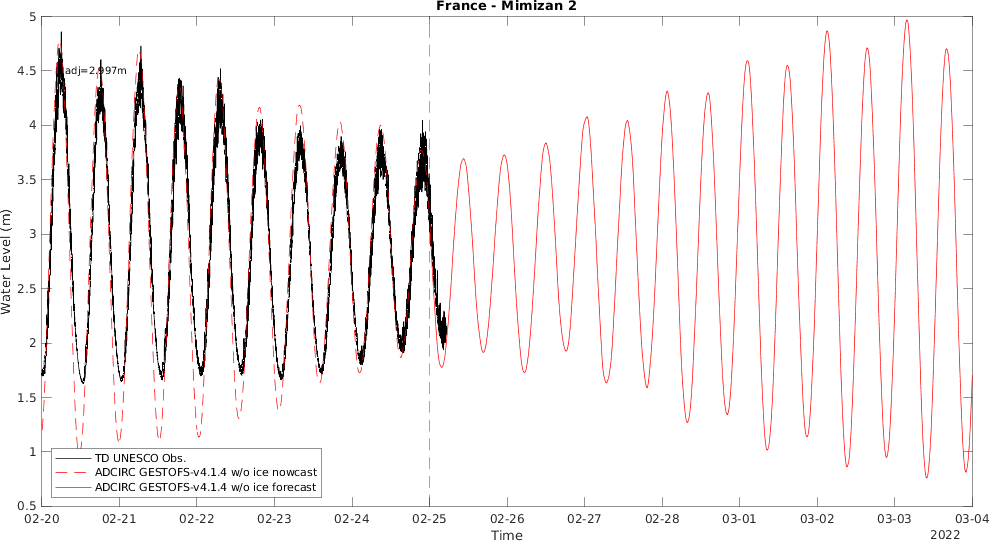 France - Mimizan 2
5
4.5
4
3.5
3
2.5
2
1.5
1
0.5
Water Level (m)
adj=2.997m
TD UNESCO Obs.
ADCIRC GESTOFS-v4.1.4 w/o ice nowcast
ADCIRC GESTOFS-v4.1.4 w/o ice forecast
02-20 02-21 02-22 02-23 02-24 02-25 02-26 02-27 02-28 03-01 03-02 03-03 03-04
Time
2022